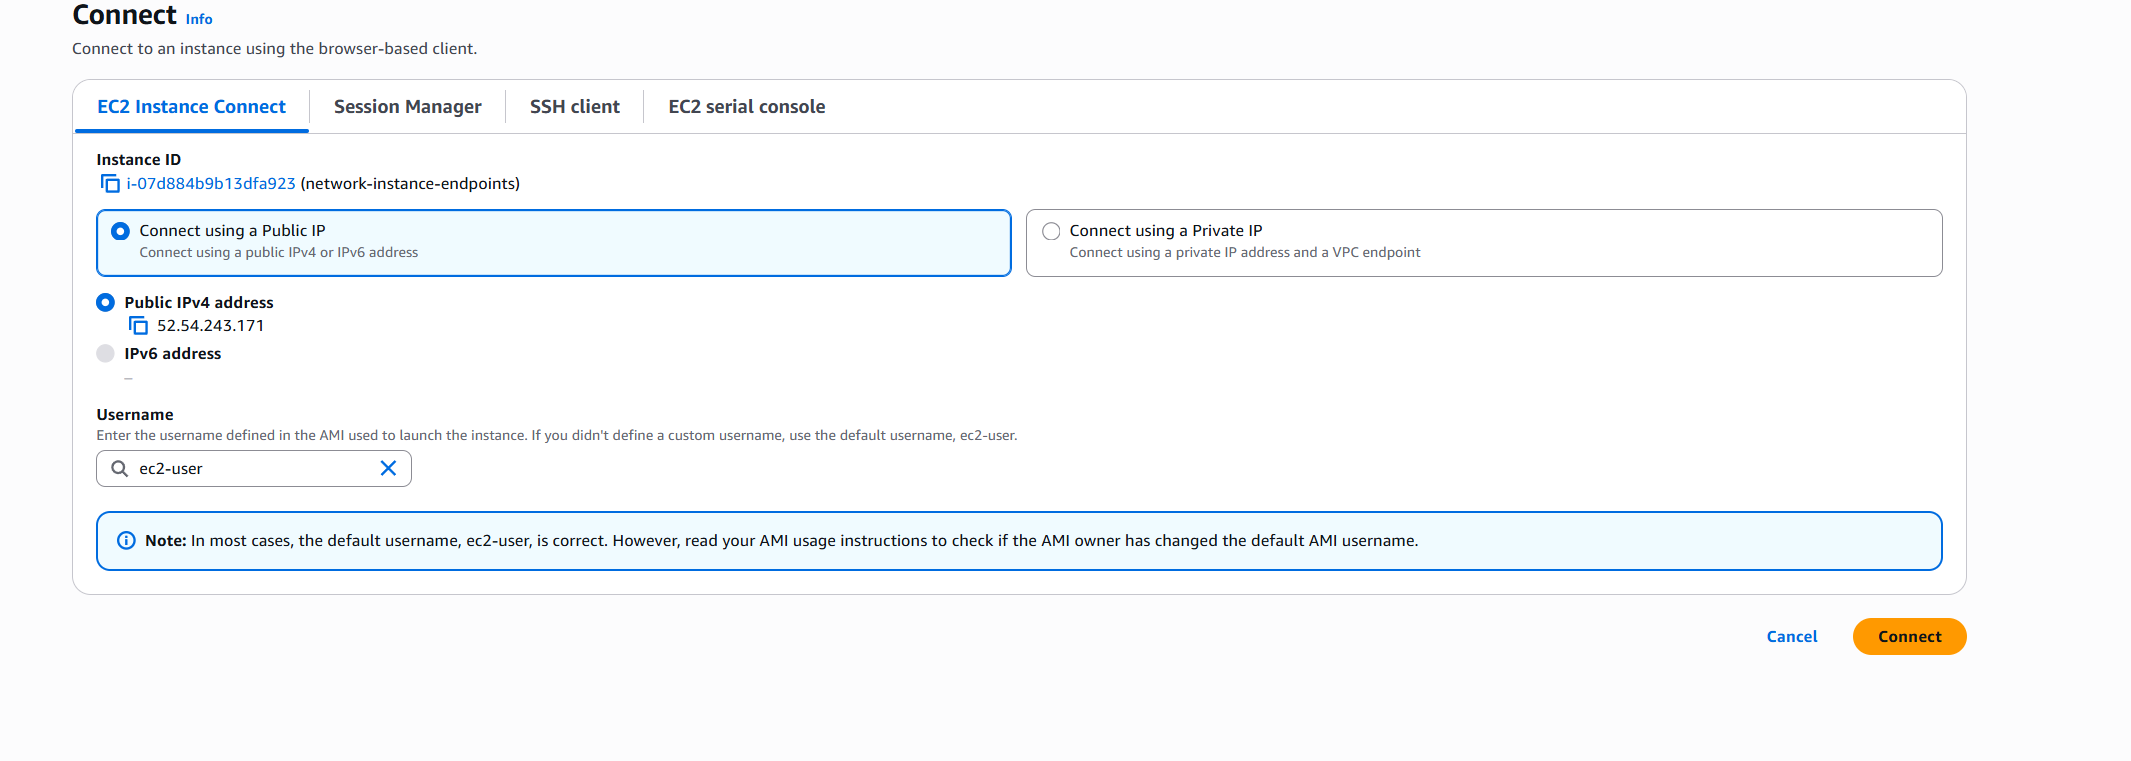 Connect Info
Connect to an instance using the browser-based client.
EC2 Instance Connect
Session Manager
SSH client
EC2 serial console
Instance ID
i-07d884b9b13dfa923 (network-instance-endpoints)
Connect using a Public IP
Connect using a public IPv4 or IPv6 address
Connect using a Private IP
Connect using a private IP address and a VPC endpoint
Public IPv4 address
52.54.243.171
IPv6 address
–
Username
Enter the username defined in the AMI used to launch the instance. If you didn't define a custom username, use the default username, ec2-user.
ec2-user
Note: In most cases, the default username, ec2-user, is correct. However, read your AMI usage instructions to check if the AMI owner has changed the default AMI username.
Cancel
Connect